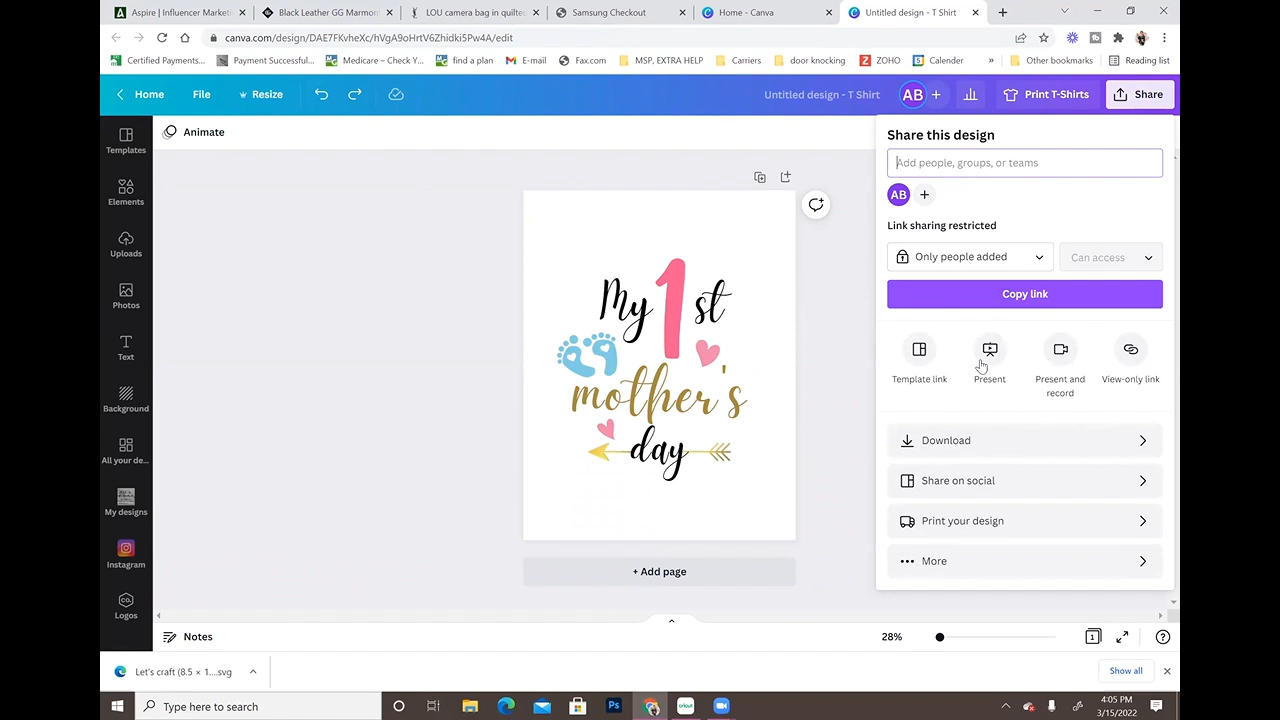 Aspire | Influencer Marketi
Black Leather GG Marmon
LOU camera bag in quilte
Samsung Checkout
Home - Canva
Untitled design - T Shirt
canva.com/design/DAE7FKvheXc/hVgA9oHrtV6Zhidki5Pw4A/edit
Certified Payments...
Payment Successful...
Medicare – Check Y...
find a plan
E-mail
Fax.com
MSP, EXTRA HELP
Carriers
door knocking
ZOHO
Calender
»
Other bookmarks
Reading list
Home
File
Resize
Untitled design - T Shirt
AB
+
Print T-Shirts
Share
Templates
Elements
Uploads
Photos
Text
Background
All your de...
My designs
Instagram
CO.
Logos
Animate
My 1st
mother's
day
+ Add page
Share this design
Add people, groups, or teams
AB
+
Link sharing restricted
Only people added
Can access
Copy link
Template link
Present
Present and
record
View-only link
Download
Share on social
Print your design
More
Notes
28%
1
Let's craft (8.5 × 1....svg
Show all
Type here to search
Ps
cricut
4:05 PM
3/15/2022